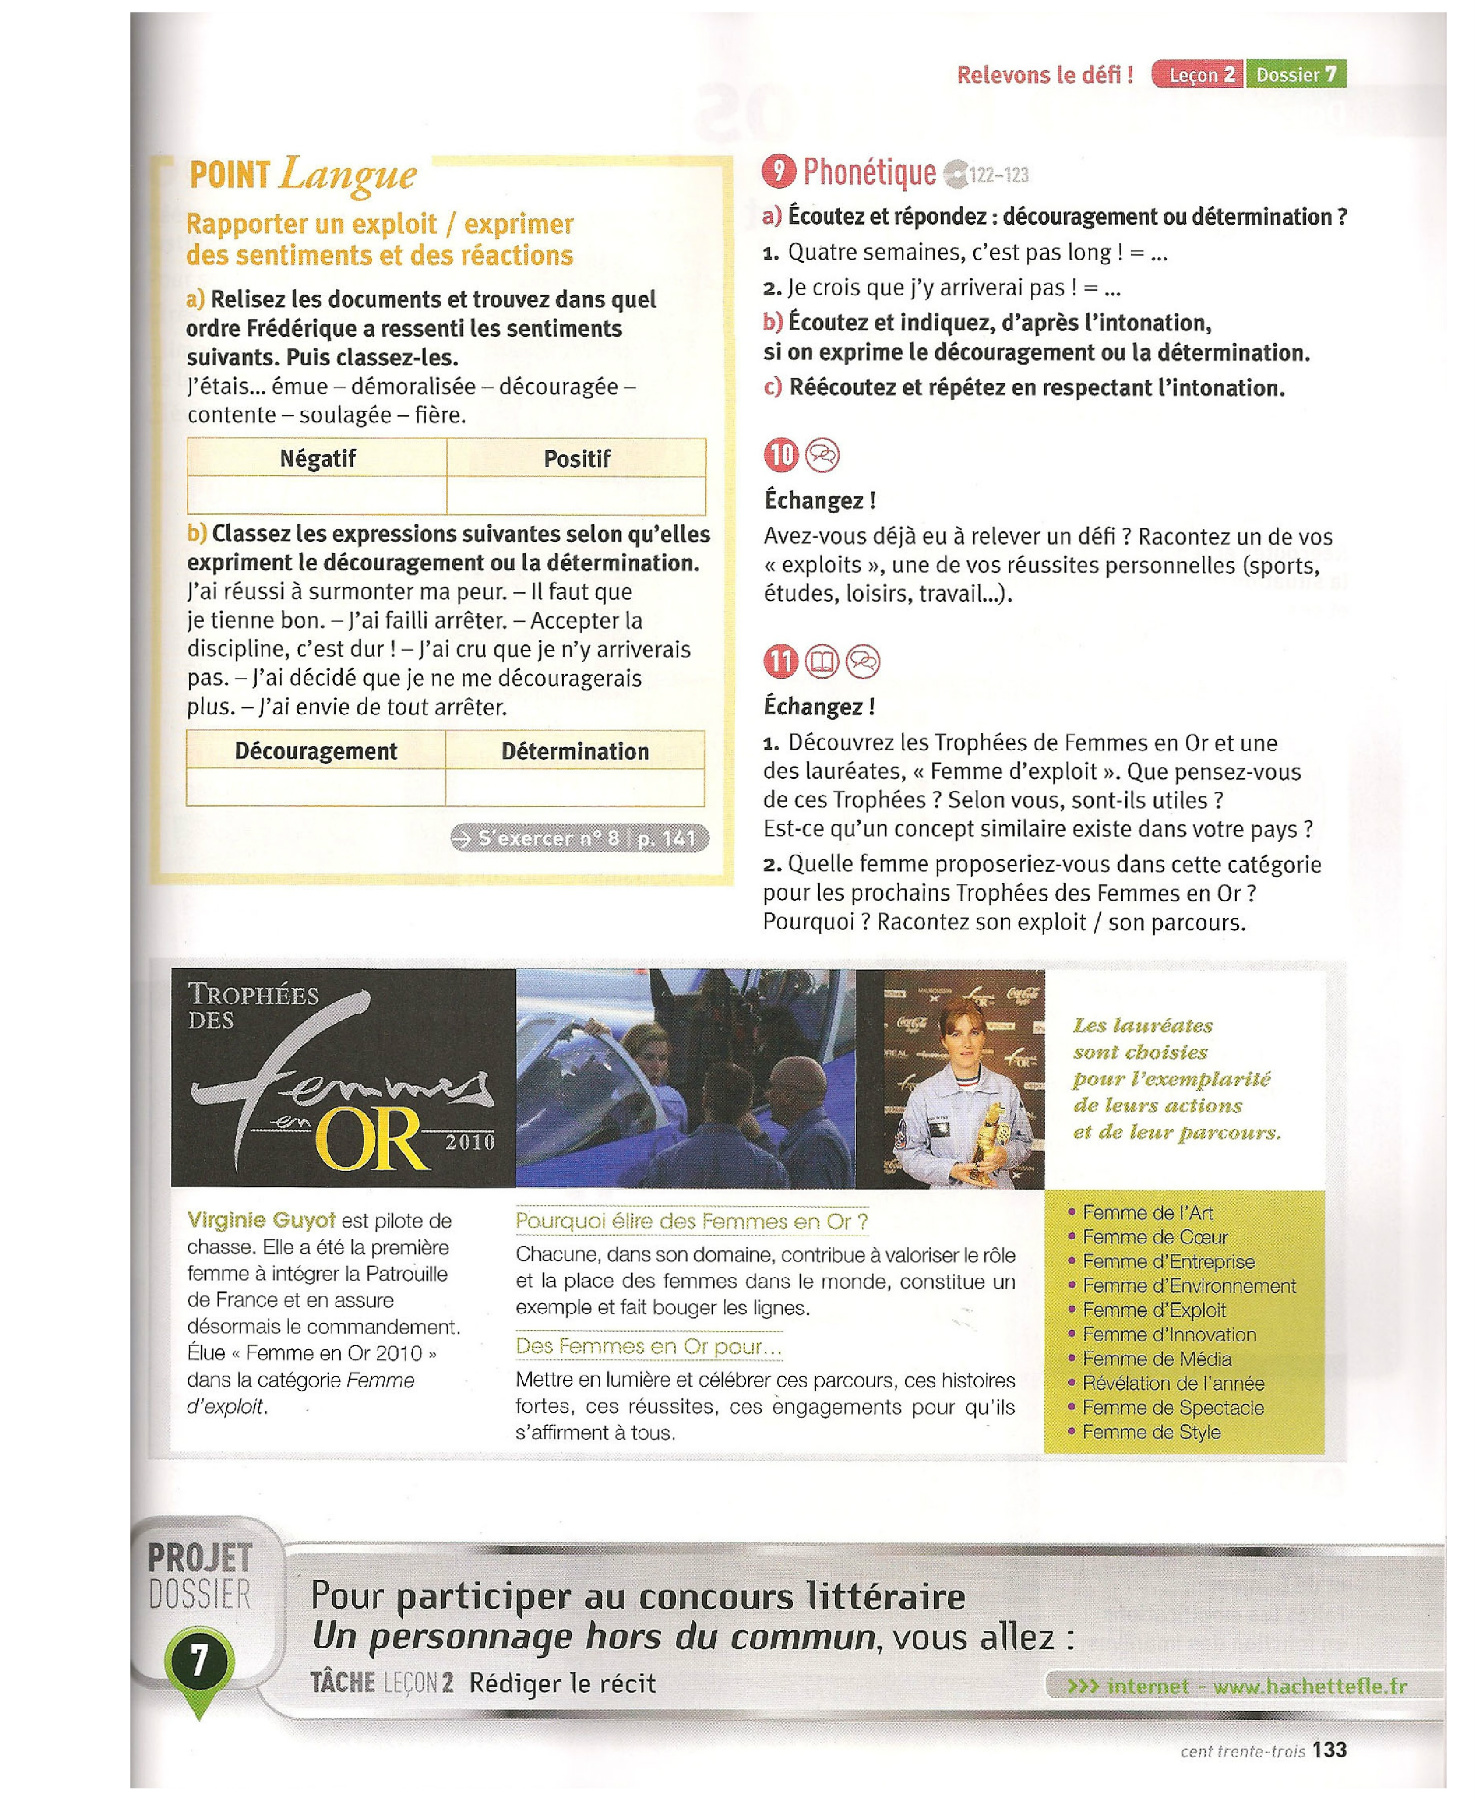 Relevons le défi ! Leçon 2 Dossier 7
POINT Langue
Rapporter un exploit / exprimer
des sentiments et des réactions
a) Relisez les documents et trouvez dans quel
ordre Frédérique a ressenti les sentiments
suivants. Puis classez-les.
J'étais... émue – démoralisée – découragée –
contente – soulagée – fière.
Négatif Positif
b) Classez les expressions suivantes selon qu'elles
expriment le découragement ou la détermination.
J'ai réussi à surmonter ma peur. – Il faut que
je tienne bon. – J'ai failli arrêter. – Accepter la
discipline, c'est dur ! – J'ai cru que je n'y arriverais
pas. – J'ai décidé que je ne me découragerais
plus. – J'ai envie de tout arrêter.
Découragement Détermination
→ S'exercer n° 8 | p. 141
9 Phonétique 122-123
a) Écoutez et répondez : découragement ou détermination ?
1. Quatre semaines, c'est pas long ! = ...
2. Je crois que j'y arriverai pas ! = ...
b) Écoutez et indiquez, d'après l'intonation,
si on exprime le découragement ou la détermination.
c) Réécoutez et répétez en respectant l'intonation.
10
Échangez !
Avez-vous déjà eu à relever un défi ? Racontez un de vos
« exploits », une de vos réussites personnelles (sports,
études, loisirs, travail...).
11
Échangez !
1. Découvrez les Trophées de Femmes en Or et une
des lauréates, « Femme d'exploit ». Que pensez-vous
de ces Trophées ? Selon vous, sont-ils utiles ?
Est-ce qu'un concept similaire existe dans votre pays ?
2. Quelle femme proposeriez-vous dans cette catégorie
pour les prochains Trophées des Femmes en Or ?
Pourquoi ? Racontez son exploit / son parcours.
TROPHÉES
DES
femmes
en OR 2010
Coca-Cola
Coca-Cola
Les lauréates
sont choisies
pour l'exemplarité
de leurs actions
et de leur parcours.
Virginie Guyot est pilote de
chasse. Elle a été la première
femme à intégrer la Patrouille
de France et en assure
désormais le commandement.
Élue « Femme en Or 2010 »
dans la catégorie Femme
d'exploit.
Pourquoi élire des Femmes en Or ?
Chacune, dans son domaine, contribue à valoriser le rôle
et la place des femmes dans le monde, constitue un
exemple et fait bouger les lignes.
Des Femmes en Or pour...
Mettre en lumière et célébrer ces parcours, ces histoires
fortes, ces réussites, ces engagements pour qu'ils
s'affirment à tous.
• Femme de l'Art
• Femme de Cœur
• Femme d'Entreprise
• Femme d'Environnement
• Femme d'Exploit
• Femme d'Innovation
• Femme de Média
• Révélation de l'année
• Femme de Spectacle
• Femme de Style
PROJET
DOSSIER
7
Pour participer au concours littéraire
Un personnage hors du commun, vous allez :
TÂCHE LEÇON 2 Rédiger le récit
>>> internet - www.hachettefle.fr
cent trente-trois 133